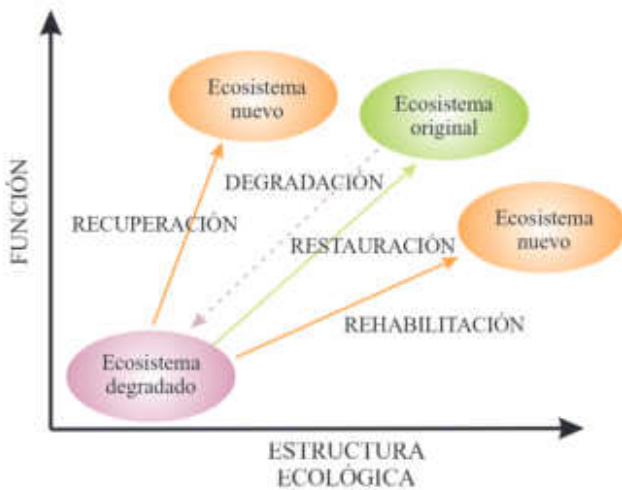 Ecosistema
nuevo
Ecosistema
original
DEGRADACIÓN
RECUPERACIÓN
Ecosistema
nuevo
RESTAURACIÓN
REHABILITACIÓN
Ecosistema
degradado
FUNCIÓN
ESTRUCTURA
ECOLÓGICA